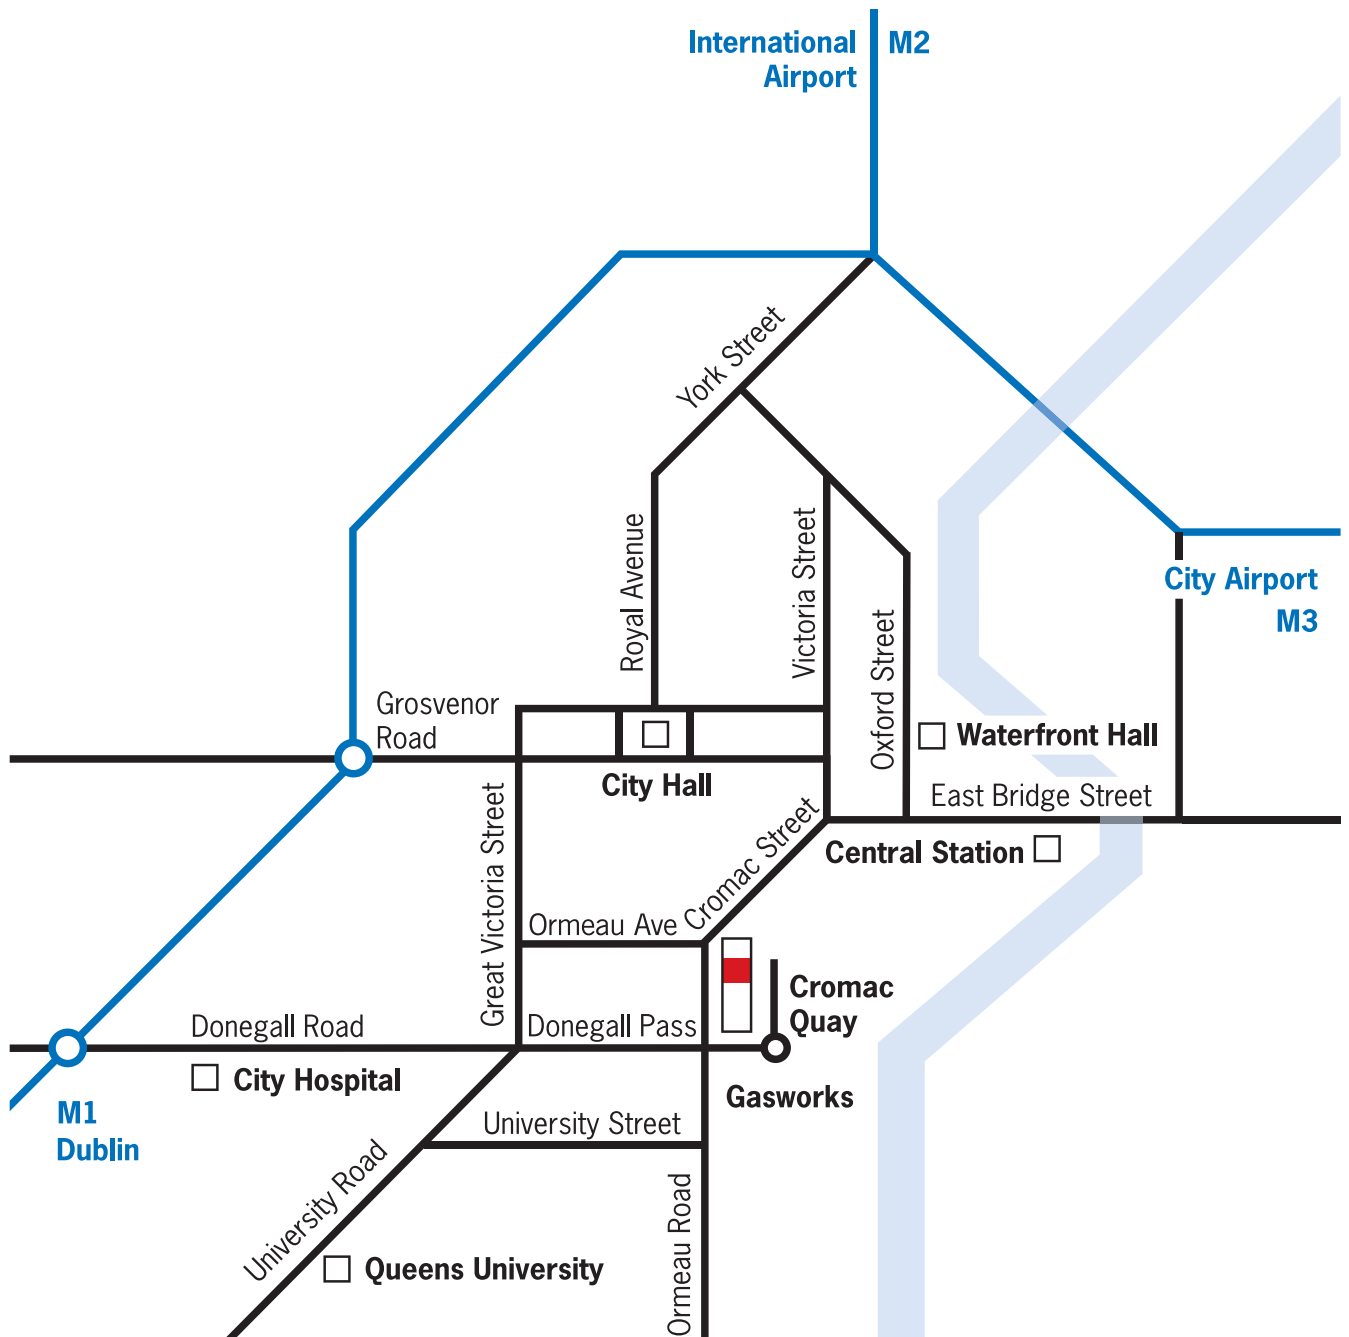 International
Airport
M2
York Street
Royal Avenue
Victoria Street
City Airport
M3
Oxford Street
Grosvenor
Road
Waterfront Hall
City Hall
East Bridge Street
Great Victoria Street
Cromac Street
Central Station
Ormeau Ave
Cromac
Quay
Donegall Road
Donegall Pass
City Hospital
Gasworks
M1
Dublin
University Street
University Road
Ormeau Road
Queens University